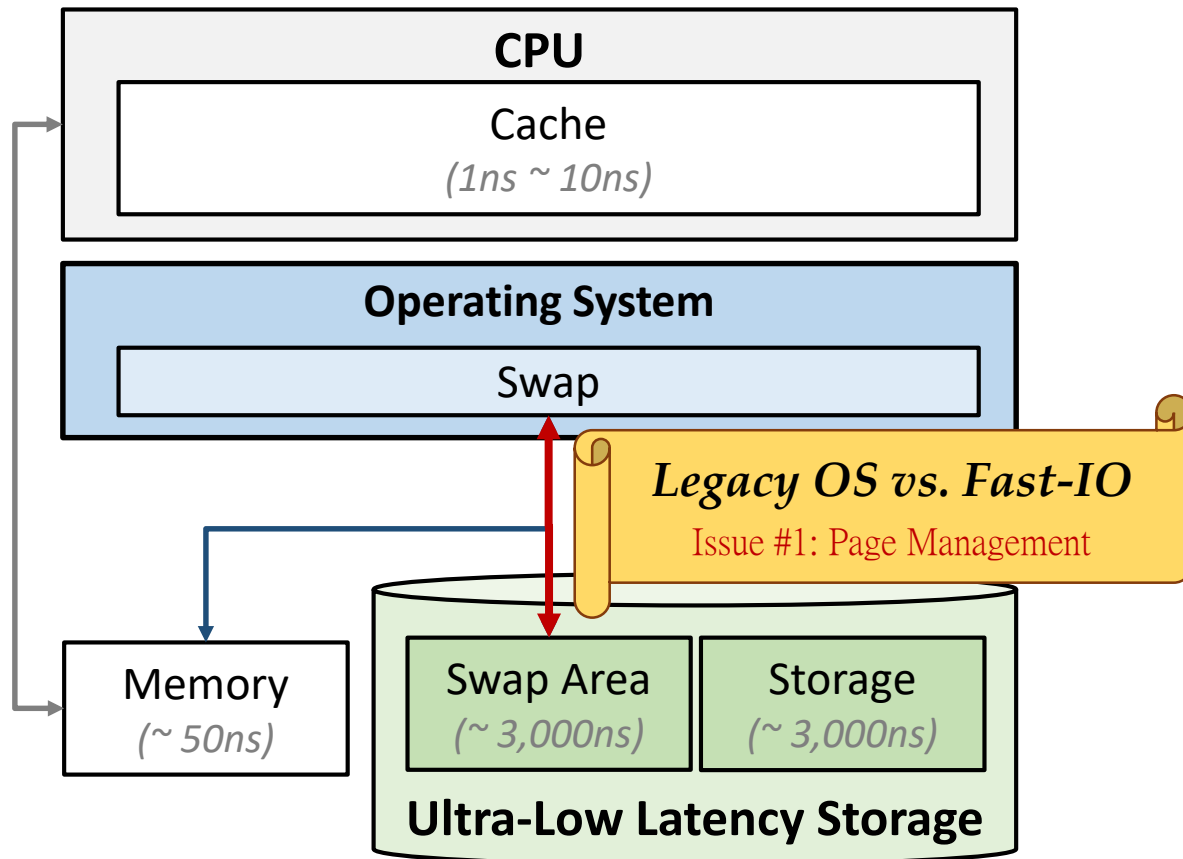 CPU
Cache
(1ns ~ 10ns)
Operating System
Swap
Legacy OS vs. Fast-IO
Issue #1: Page Management
Memory
(~ 50ns)
Swap Area
(~ 3,000ns)
Storage
(~ 3,000ns)
Ultra-Low Latency Storage